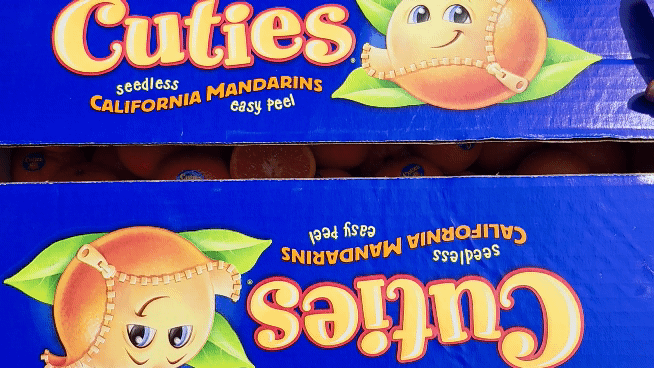 Cuties
seedless
CALIFORNIA MANDARINS
easy peel
Cuties
seedless
CALIFORNIA MANDARINS
easy peel